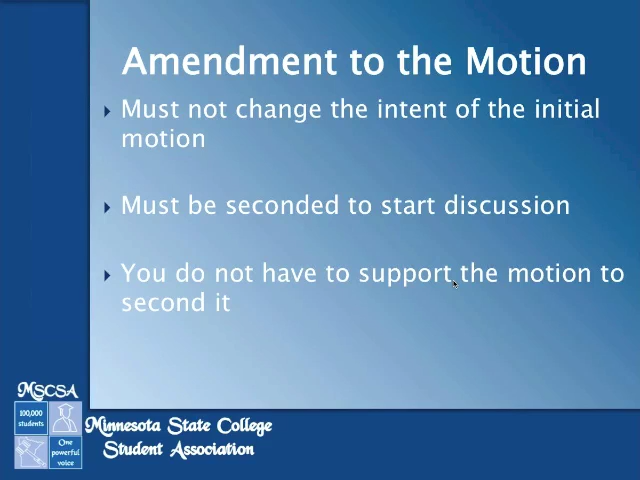 Amendment to the Motion
Must not change the intent of the initial
motion
Must be seconded to start discussion
You do not have to support the motion to
second it
MSCSA
100,000
students
One
powerful
voice
Minnesota State College
Student Association